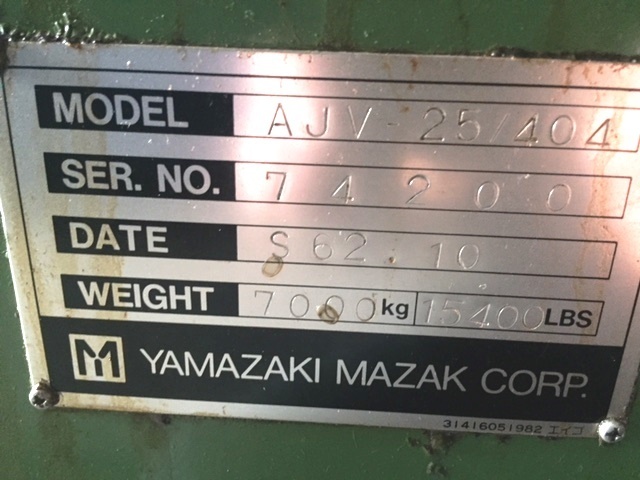 MODEL AJV-25/404
SER. NO. 74200
DATE S62.10
WEIGHT 7000kg 15400LBS
YAMAZAKI MAZAK CORP.
31416051982 エイゴ